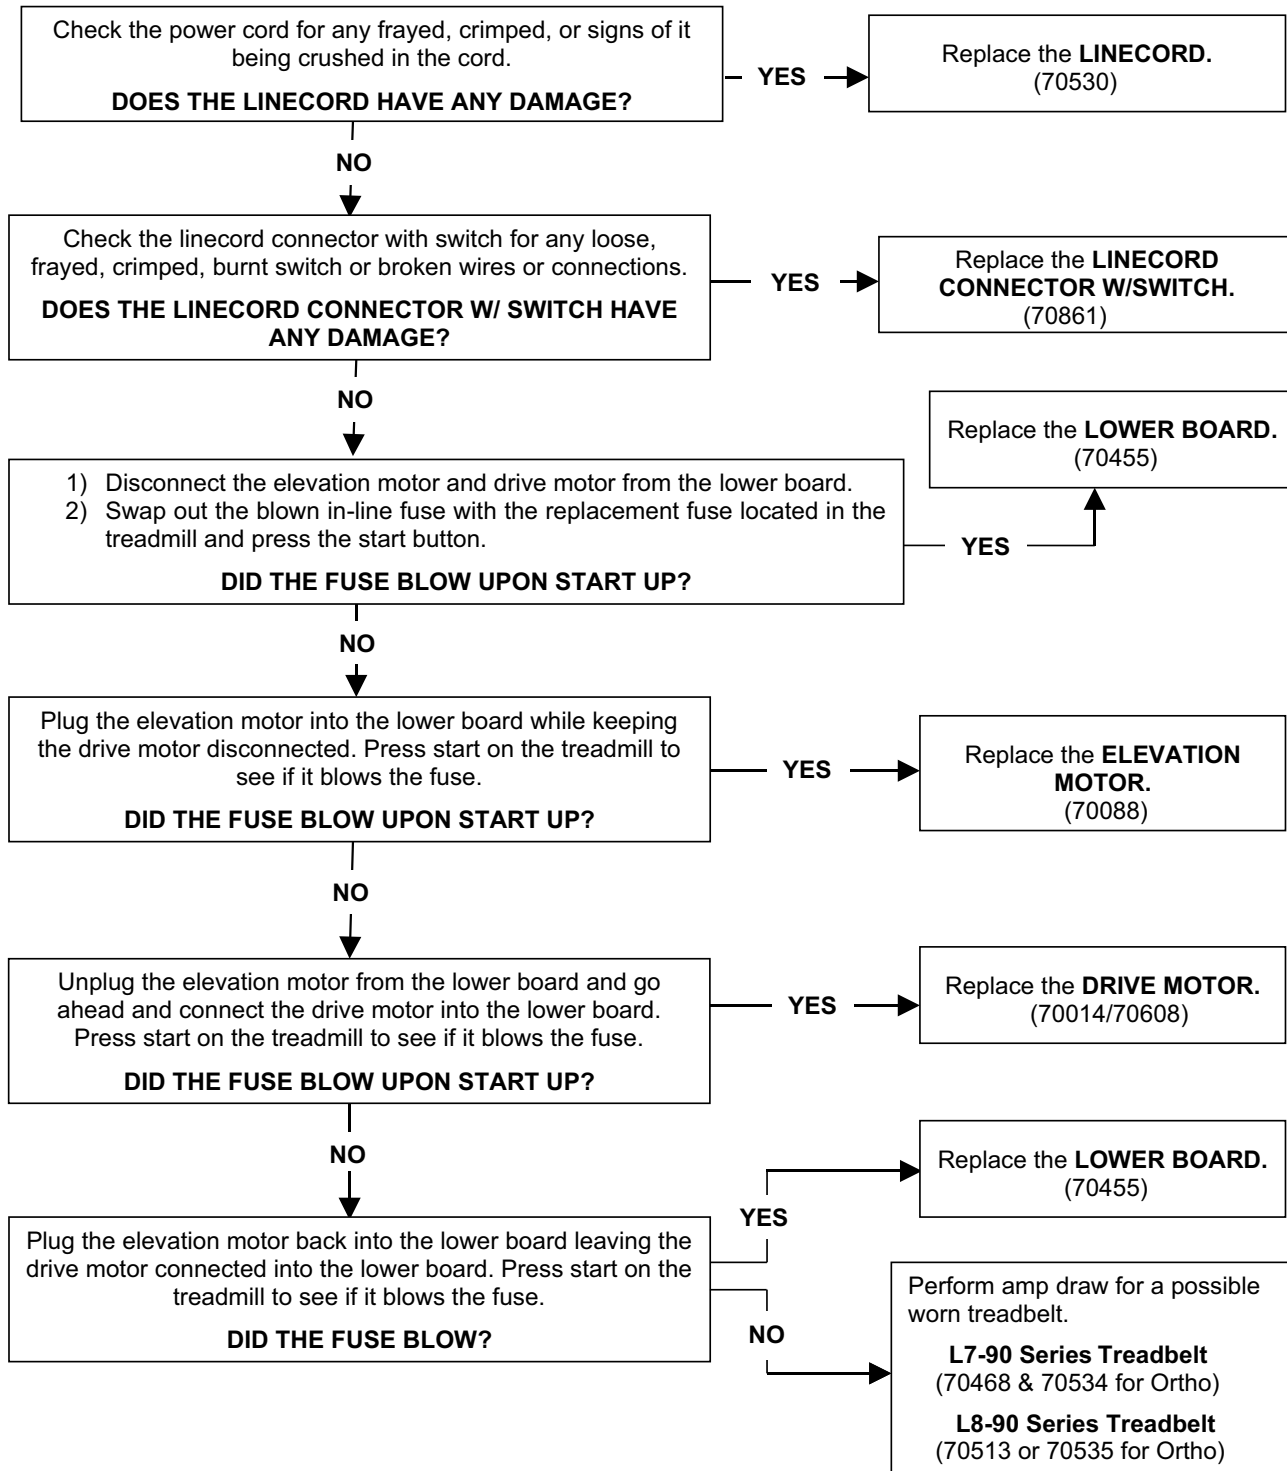 Check the power cord for any frayed, crimped, or signs of it
being crushed in the cord.
DOES THE LINECORD HAVE ANY DAMAGE?
YES
Replace the LINECORD.
(70530)
NO
Check the linecord connector with switch for any loose,
frayed, crimped, burnt switch or broken wires or connections.
DOES THE LINECORD CONNECTOR W/ SWITCH HAVE
ANY DAMAGE?
YES
Replace the LINECORD
CONNECTOR W/SWITCH.
(70861)
NO
1) Disconnect the elevation motor and drive motor from the lower board.
2) Swap out the blown in-line fuse with the replacement fuse located in the
treadmill and press the start button.
DID THE FUSE BLOW UPON START UP?
YES
Replace the LOWER BOARD.
(70455)
NO
Plug the elevation motor into the lower board while keeping
the drive motor disconnected. Press start on the treadmill to
see if it blows the fuse.
DID THE FUSE BLOW UPON START UP?
YES
Replace the ELEVATION
MOTOR.
(70088)
NO
Unplug the elevation motor from the lower board and go
ahead and connect the drive motor into the lower board.
Press start on the treadmill to see if it blows the fuse.
DID THE FUSE BLOW UPON START UP?
YES
Replace the DRIVE MOTOR.
(70014/70608)
NO
Plug the elevation motor back into the lower board leaving the
drive motor connected into the lower board. Press start on the
treadmill to see if it blows the fuse.
DID THE FUSE BLOW?
YES
Replace the LOWER BOARD.
(70455)
NO
Perform amp draw for a possible
worn treadbelt.
L7-90 Series Treadbelt
(70468 & 70534 for Ortho)
L8-90 Series Treadbelt
(70513 or 70535 for Ortho)